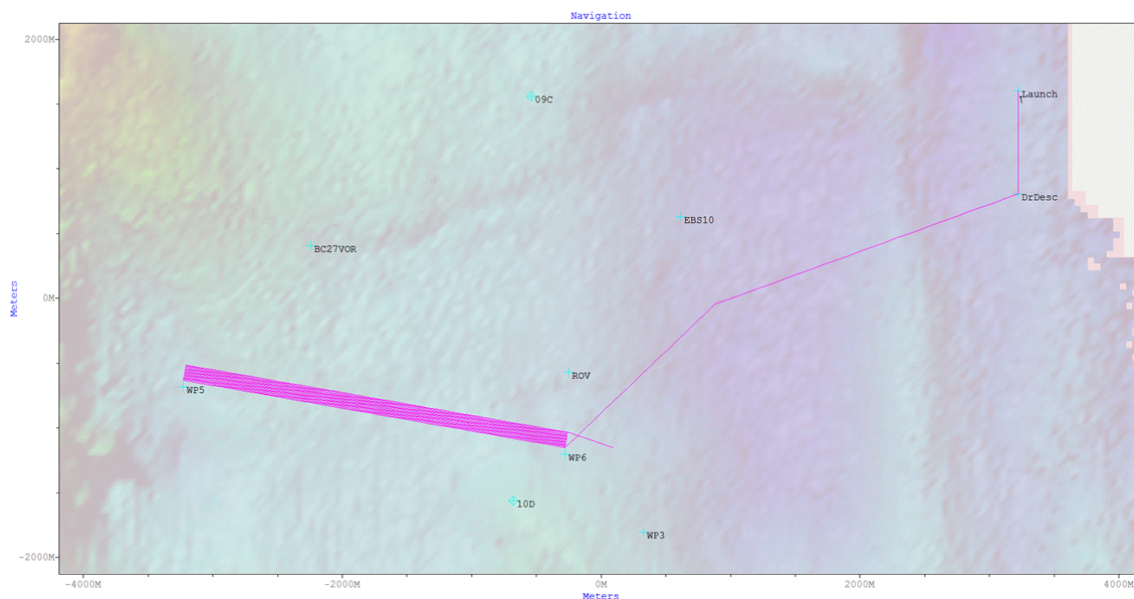 Navigation
2000M
09C
Launch
DrDesc
EBS10
BC27VOR
Meters
0M
ROV
WP5
WP6
10D
WP3
-2000M
-4000M
-2000M
0M
2000M
4000M
Meters